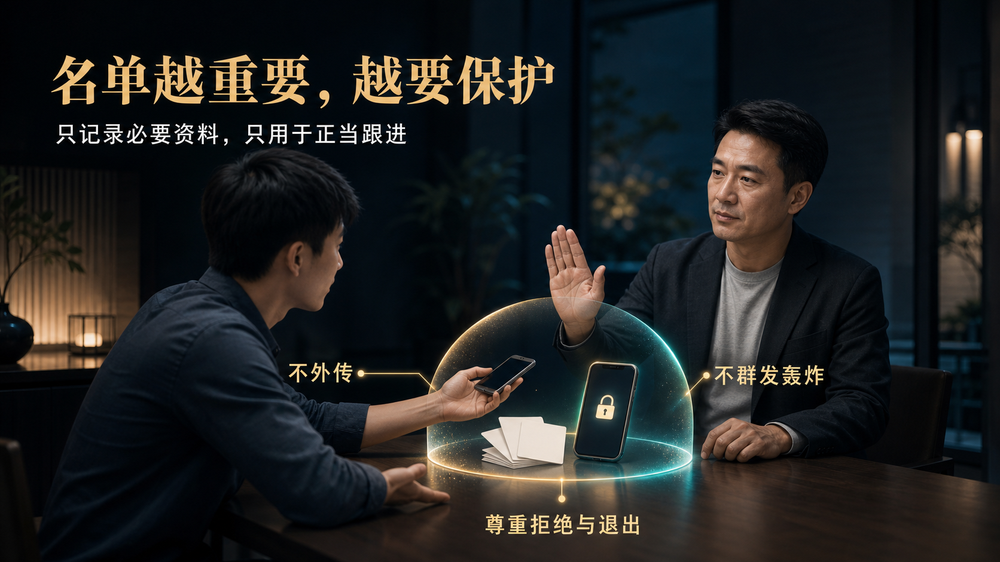 名单越重要，越要保护
只记录必要资料，只用于正当跟进
不外传
不群发轰炸
尊重拒绝与退出